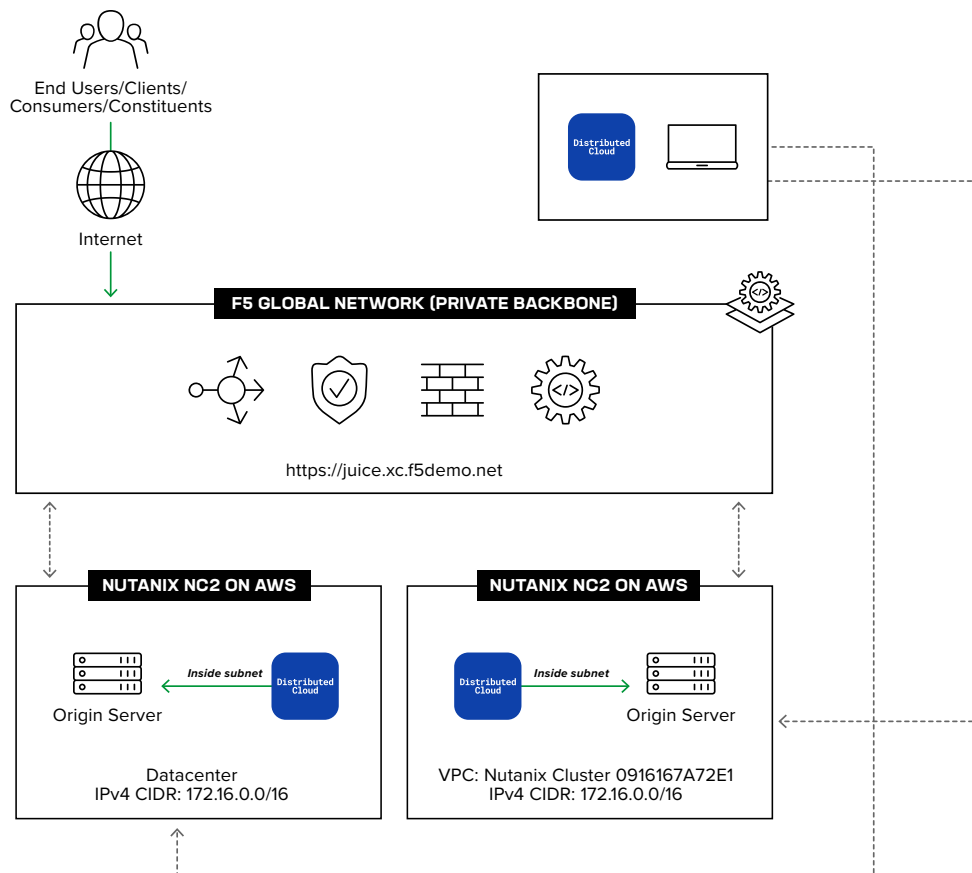 End Users/Clients/
Consumers/Constituents
Internet
Distributed
Cloud
F5 GLOBAL NETWORK (PRIVATE BACKBONE)
</>
</>
https://juice.xc.f5demo.net
NUTANIX NC2 ON AWS
Inside subnet
Distributed
Cloud
Origin Server
Datacenter
IPv4 CIDR: 172.16.0.0/16
NUTANIX NC2 ON AWS
Distributed
Cloud
Inside subnet
Origin Server
VPC: Nutanix Cluster 0916167A72E1
IPv4 CIDR: 172.16.0.0/16